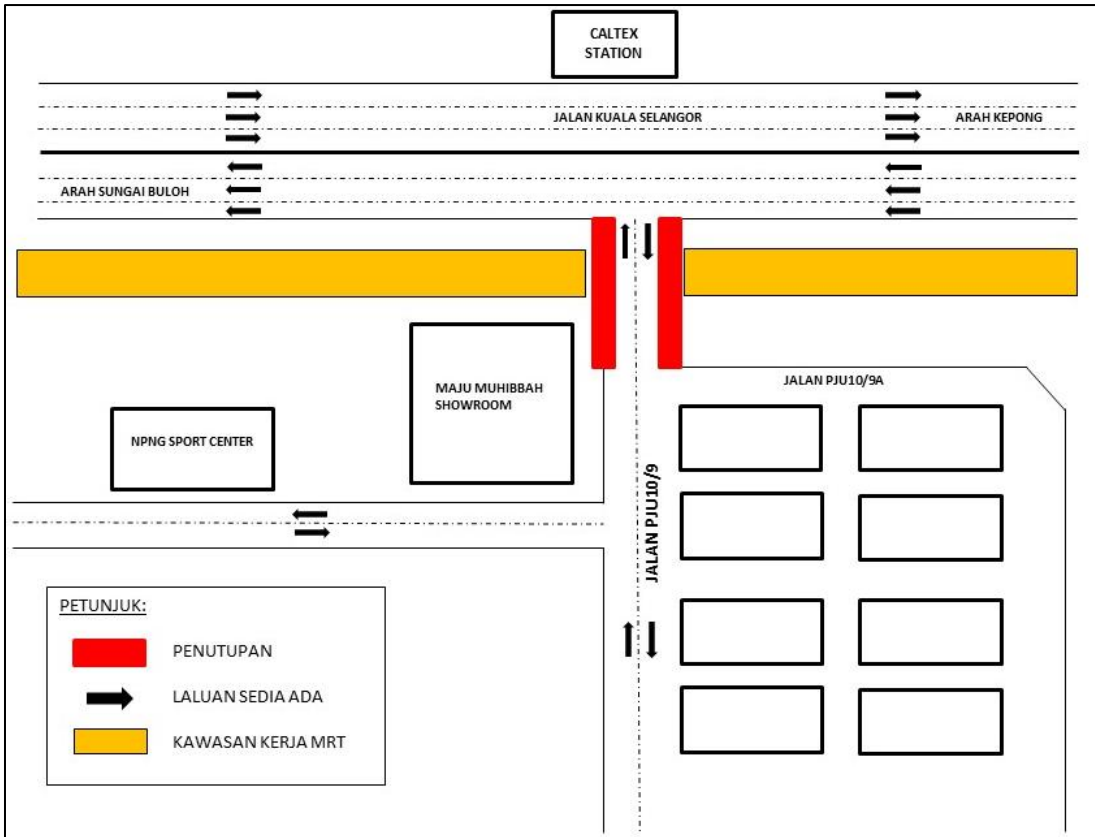 CALTEX
STATION
JALAN KUALA SELANGOR
ARAH KEPONG
ARAH SUNGAI BULOH
MAJU MUHIBBAH
SHOWROOM
JALAN PJU10/9A
NPNG SPORT CENTER
JALAN PJU10/9
PETUNJUK:
PENUTUPAN
LALUAN SEDIA ADA
KAWASAN KERJA MRT